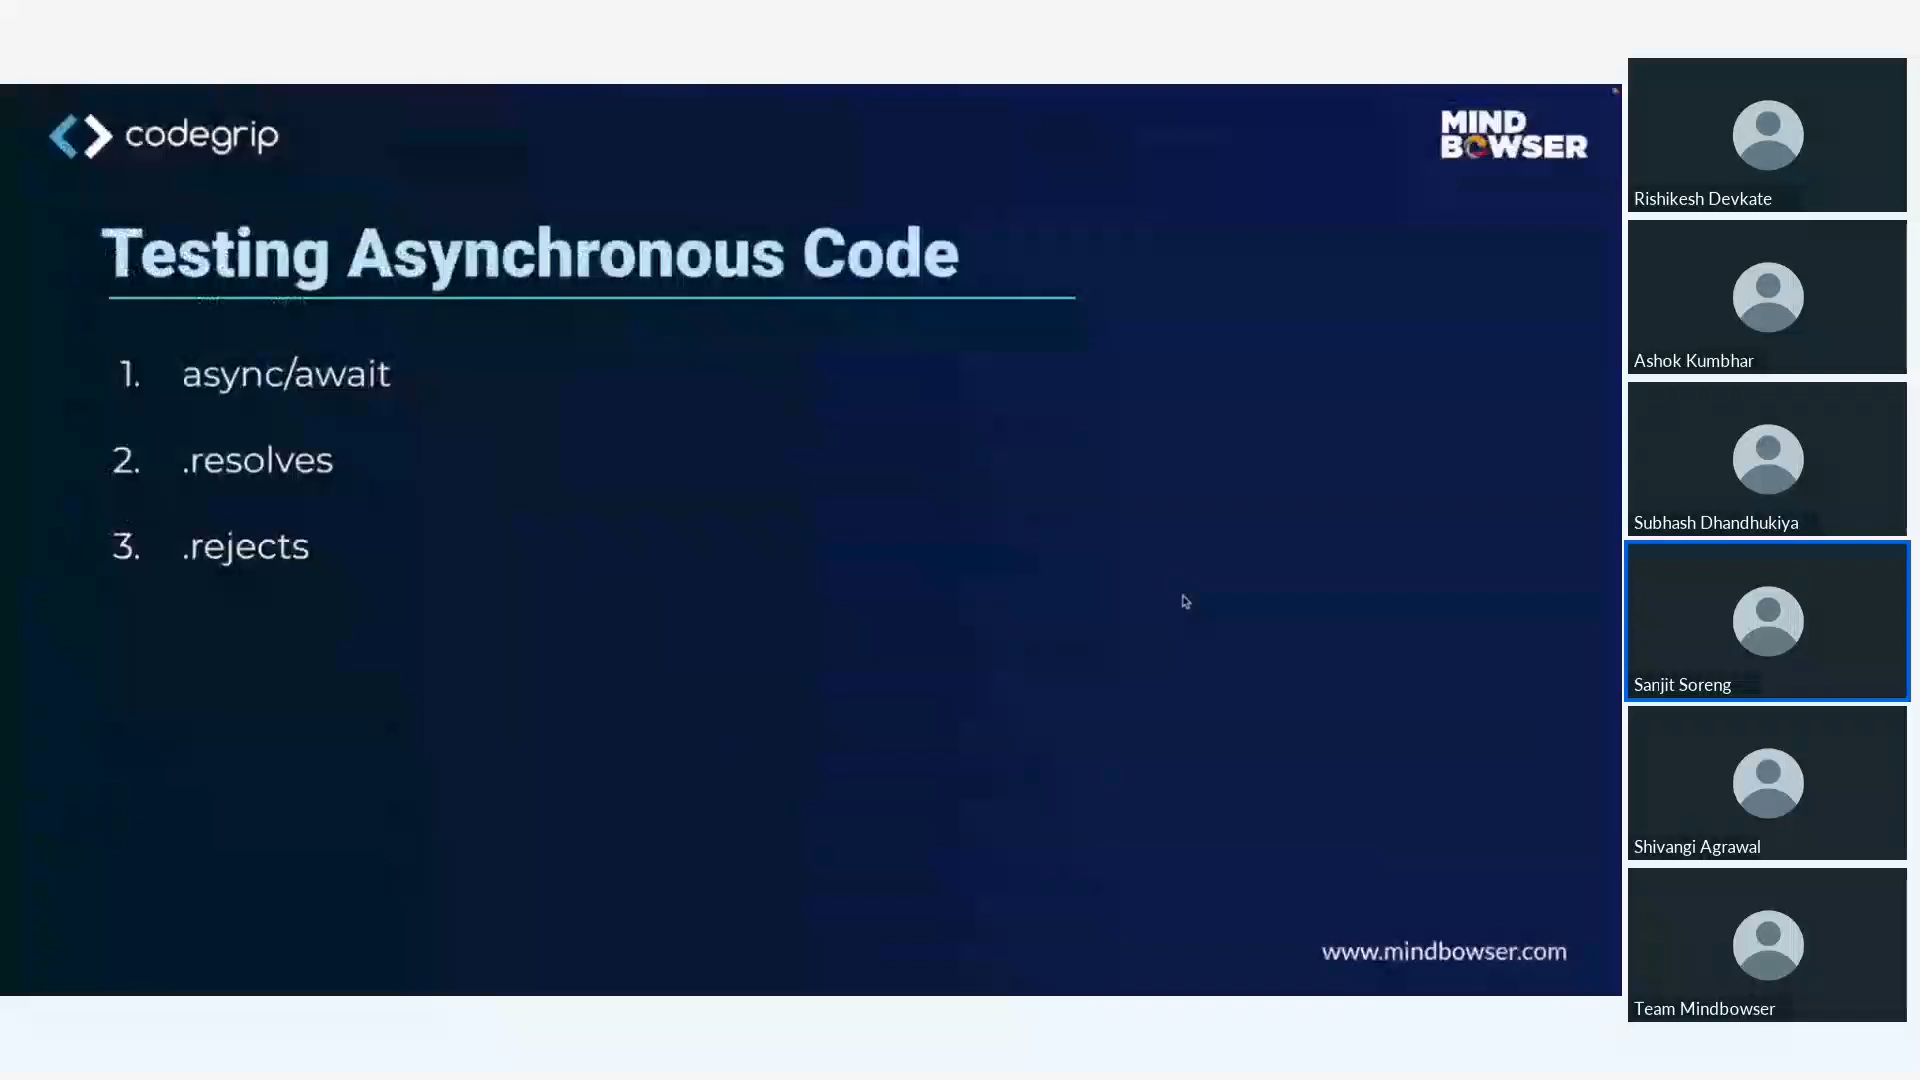 codegrip
MIND
BOWSER
Testing Asynchronous Code
1. async/await
2. .resolves
3. .rejects
www.mindbowser.com
Rishikesh Devkate
Ashok Kumbhar
Subhash Dhandhukiya
Sanjit Soreng
Shivangi Agrawal
Team Mindbowser